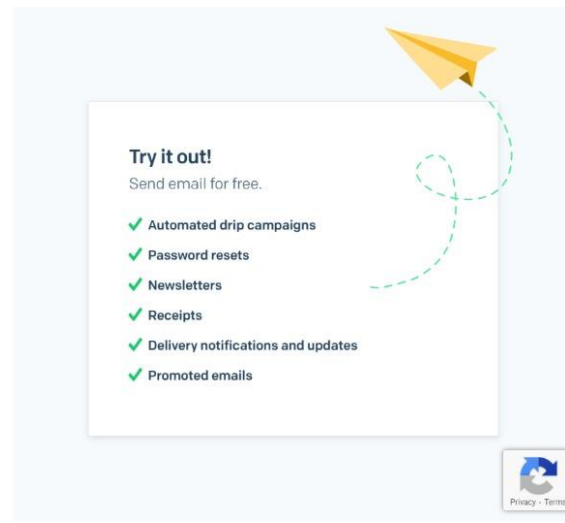 Try it out!
Send email for free.
Automated drip campaigns
Password resets
Newsletters
Receipts
Delivery notifications and updates
Promoted emails
Privacy - Terms